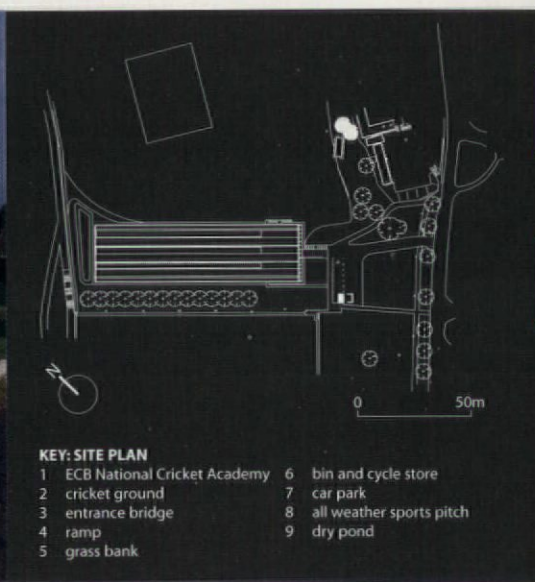 N
0 50m
KEY: SITE PLAN
1 ECB National Cricket Academy
2 cricket ground
3 entrance bridge
4 ramp
5 grass bank
6 bin and cycle store
7 car park
8 all weather sports pitch
9 dry pond